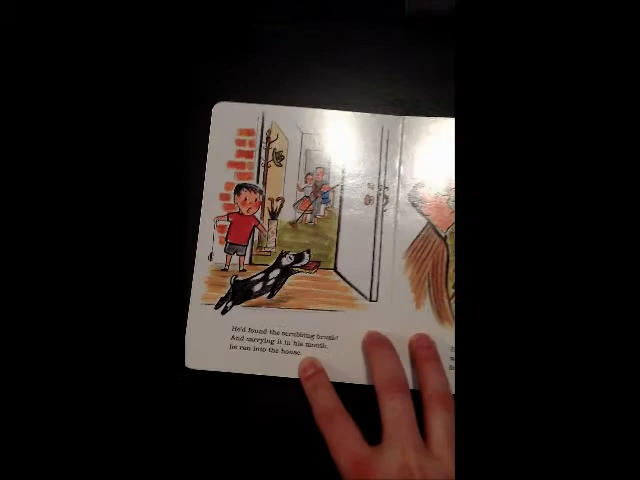 He'd found the scrubbing brush!
And carrying it in his mouth,
he ran into the house.